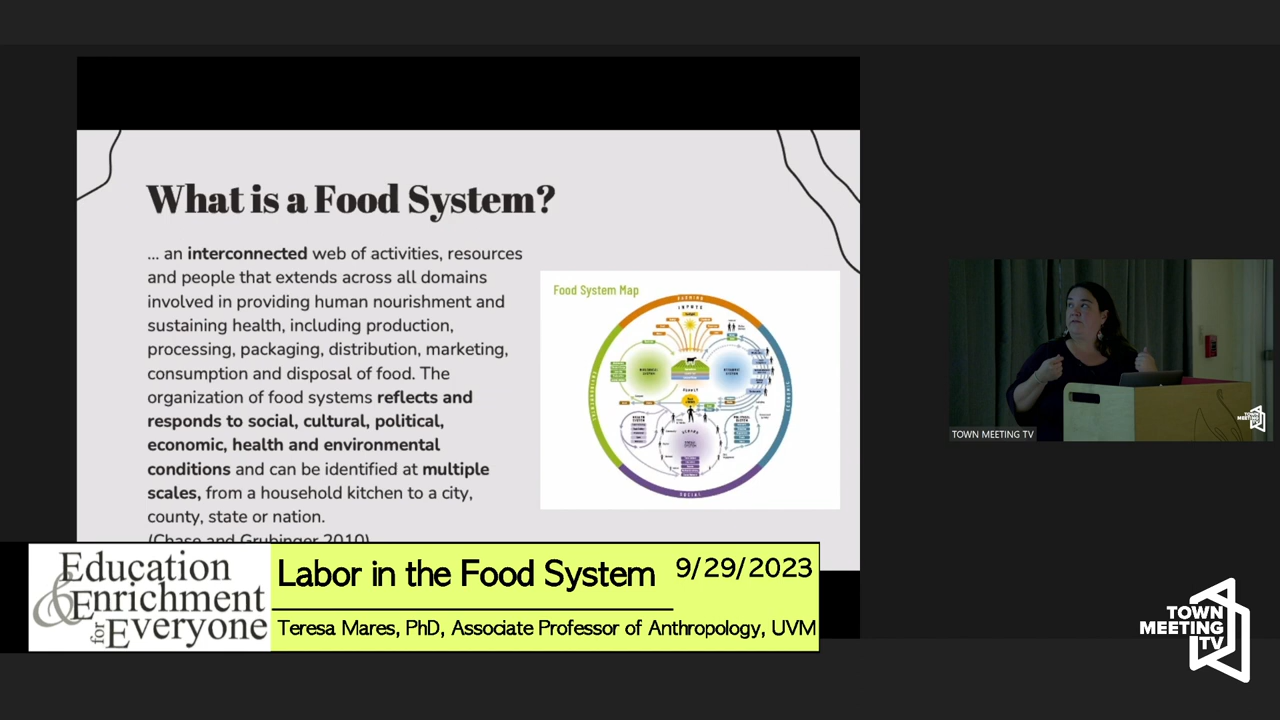 What is a Food System?
... an interconnected web of activities, resources
and people that extends across all domains
involved in providing human nourishment and
sustaining health, including production,
processing, packaging, distribution, marketing,
consumption and disposal of food. The
organization of food systems reflects and
responds to social, cultural, political,
economic, health and environmental
conditions and can be identified at multiple
scales, from a household kitchen to a city,
county, state or nation.
(Chase and Grubinger 2010)
Food System Map
TOWN MEETING TV
Education
& Enrichment
for Everyone
Labor in the Food System 9/29/2023
Teresa Mares, PhD, Associate Professor of Anthropology, UVM
TOWN
MEETING
TV